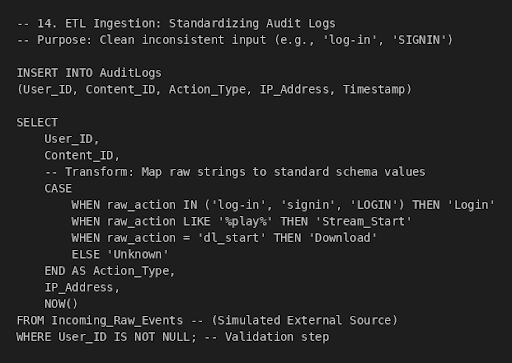 -- 14. ETL Ingestion: Standardizing Audit Logs
-- Purpose: Clean inconsistent input (e.g., 'log-in', 'SIGNIN')
INSERT INTO AuditLogs
(User_ID, Content_ID, Action_Type, IP_Address, Timestamp)
SELECT
    User_ID,
    Content_ID,
    -- Transform: Map raw strings to standard schema values
    CASE
        WHEN raw_action IN ('log-in', 'signin', 'LOGIN') THEN 'Login'
        WHEN raw_action LIKE '%play%' THEN 'Stream_Start'
        WHEN raw_action = 'dl_start' THEN 'Download'
        ELSE 'Unknown'
    END AS Action_Type,
    IP_Address,
    NOW()
FROM Incoming_Raw_Events -- (Simulated External Source)
WHERE User_ID IS NOT NULL; -- Validation step